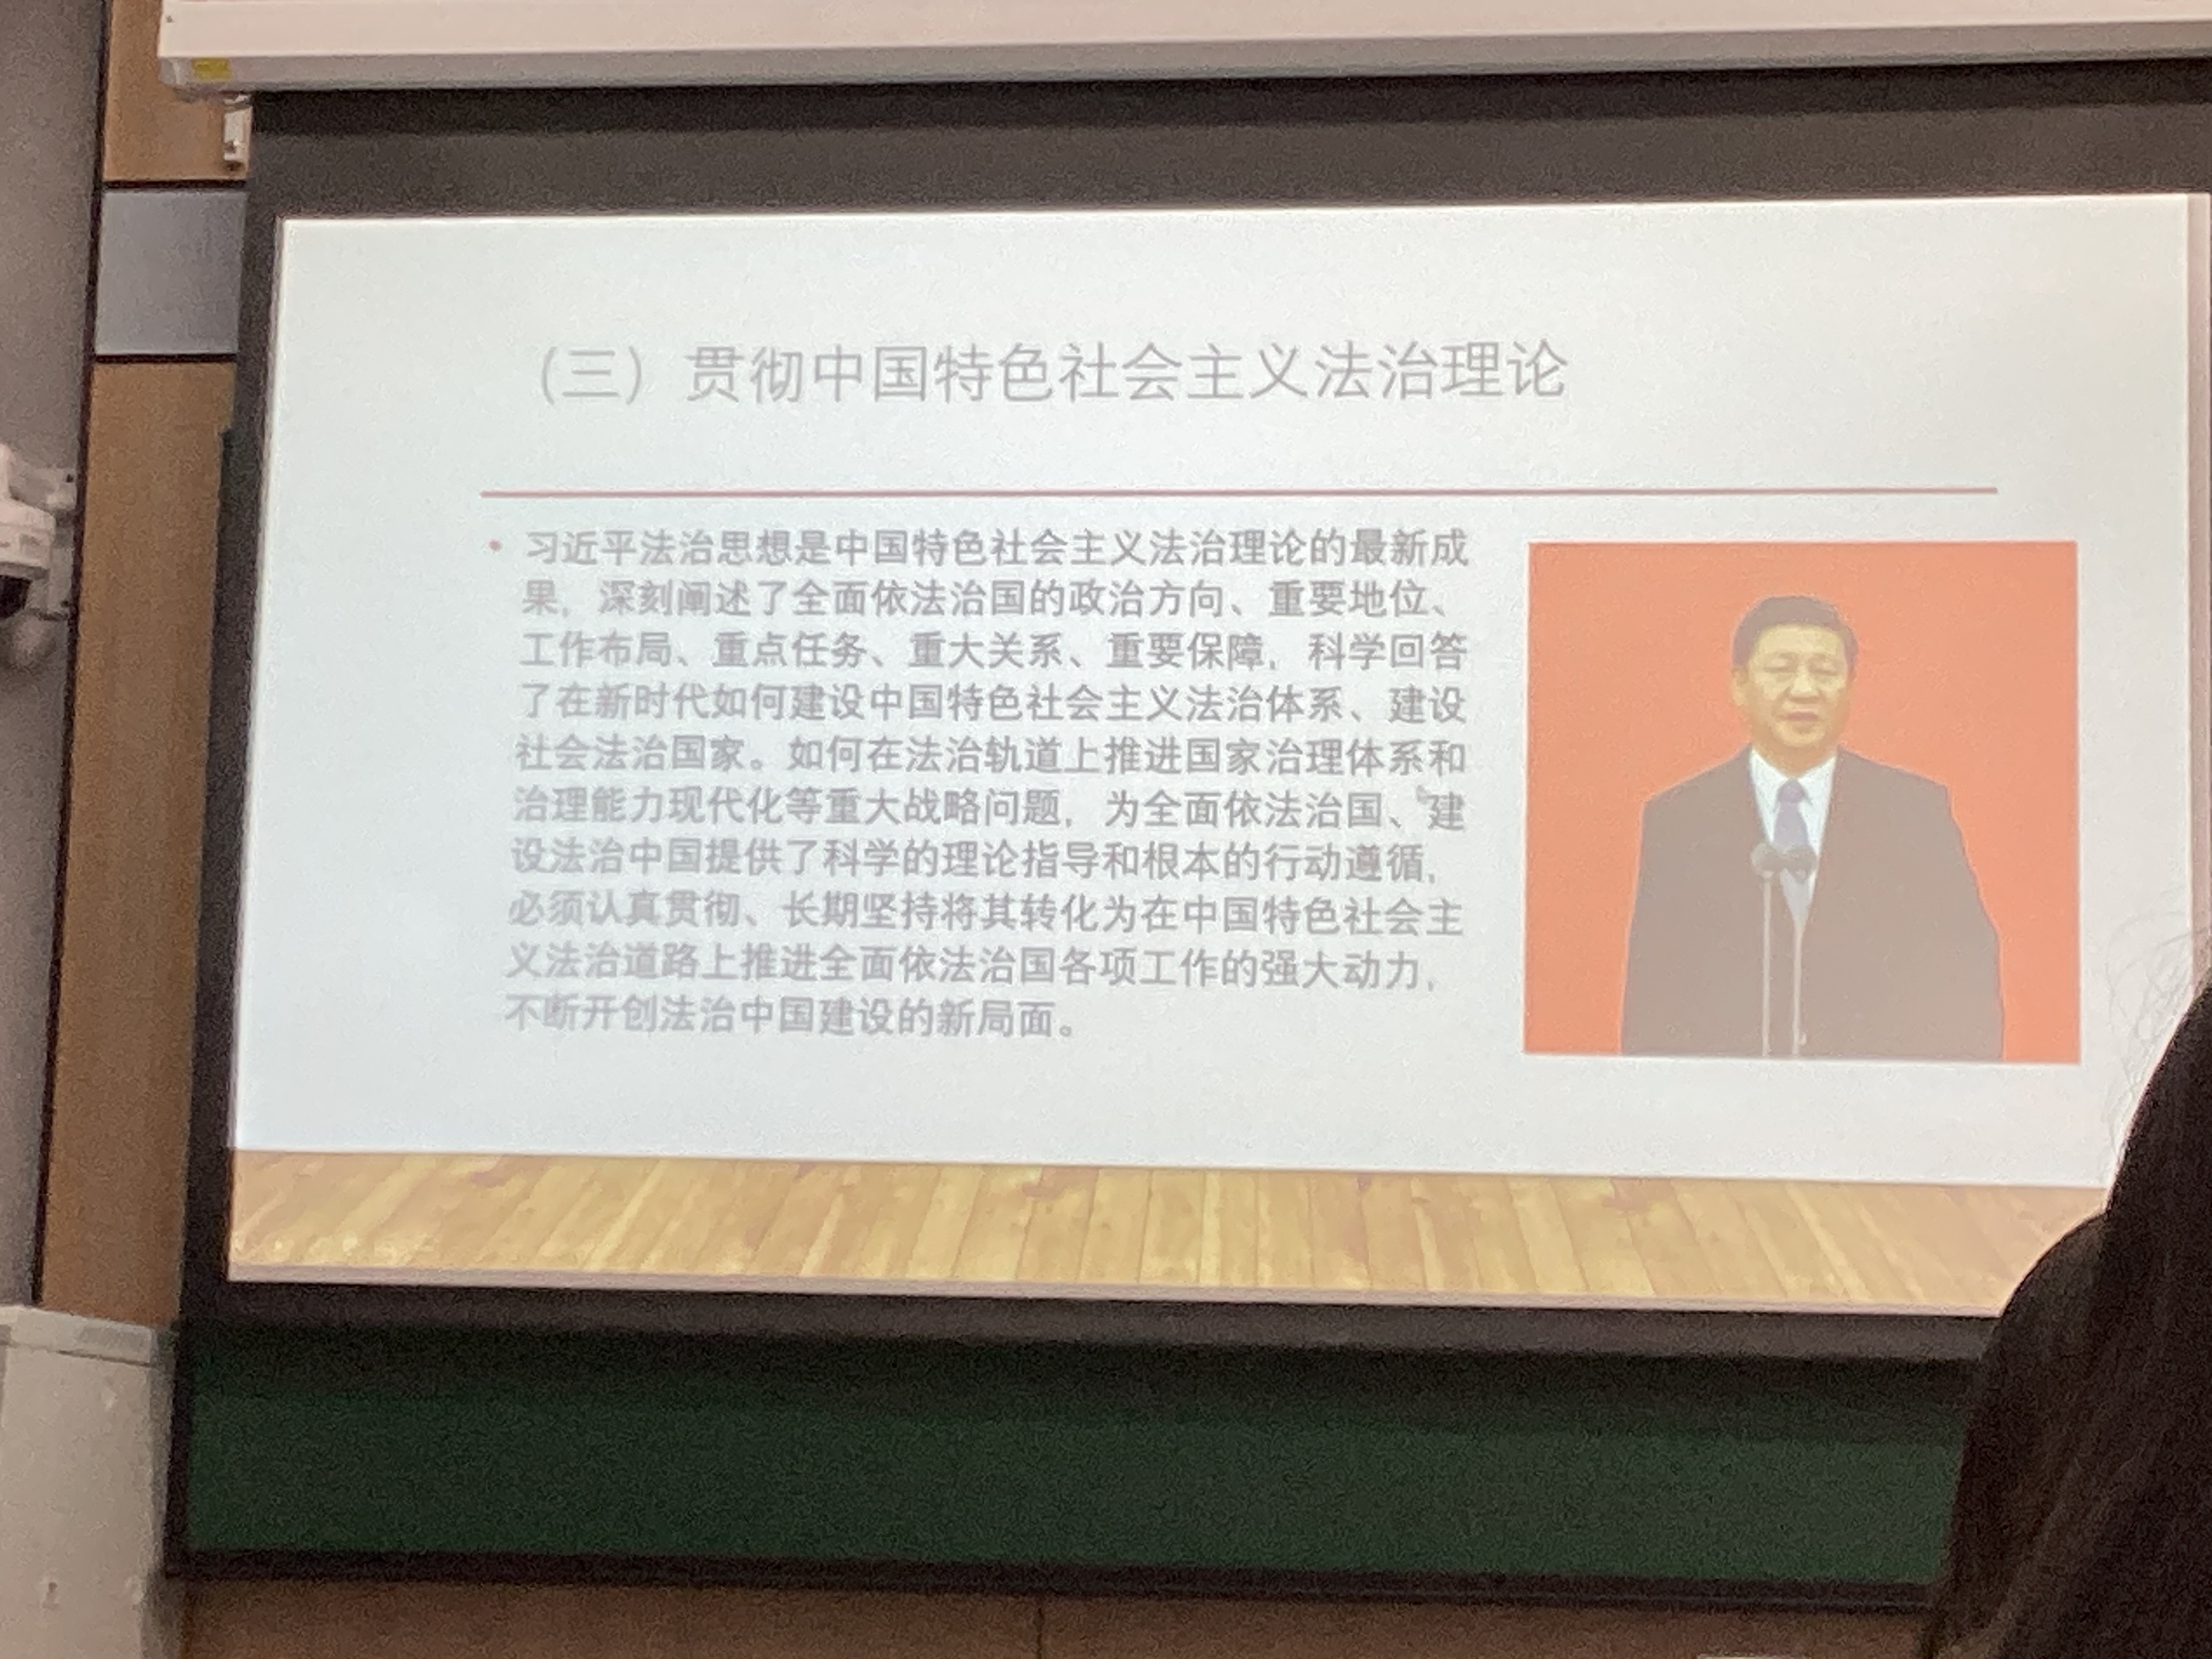 （三）贯彻中国特色社会主义法治理论
• 习近平法治思想是中国特色社会主义法治理论的最新成
果，深刻阐述了全面依法治国的政治方向、重要地位、
工作布局、重点任务、重大关系、重要保障，科学回答
了在新时代如何建设中国特色社会主义法治体系、建设
社会法治国家。如何在法治轨道上推进国家治理体系和
治理能力现代化等重大战略问题，为全面依法治国、建
设法治中国提供了科学的理论指导和根本的行动遵循，
必须认真贯彻、长期坚持将其转化为在中国特色社会主
义法治道路上推进全面依法治国各项工作的强大动力，
不断开创法治中国建设的新局面。